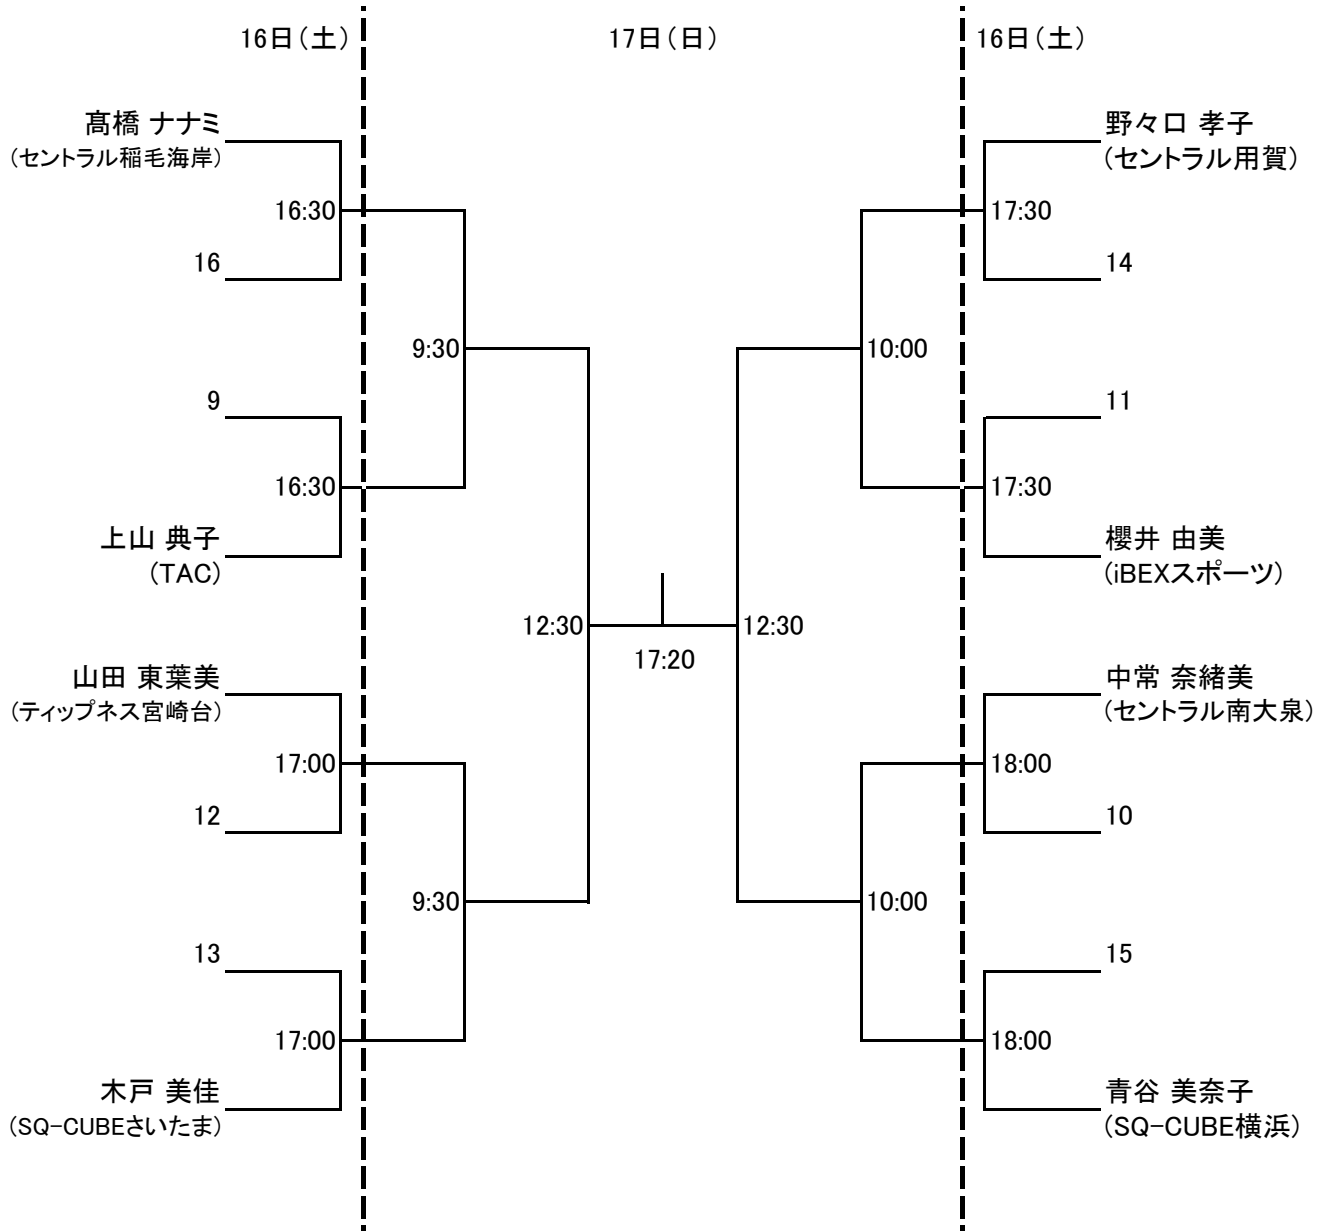 16日（土）
17日（日）
16日（土）
髙橋 ナナミ
（セントラル稲毛海岸）
16:30
16
9:30
9
16:30
上山 典子
（TAC）
12:30
山田 東葉美
（ティップネス宮崎台）
17:00
12
9:30
13
17:00
木戸 美佳
（SQ-CUBEさいたま）
17:20
野々口 孝子
（セントラル用賀）
17:30
14
10:00
11
17:30
櫻井 由美
（iBEXスポーツ）
12:30
中常 奈緒美
（セントラル南大泉）
18:00
10
10:00
15
18:00
青谷 美奈子
（SQ-CUBE横浜）